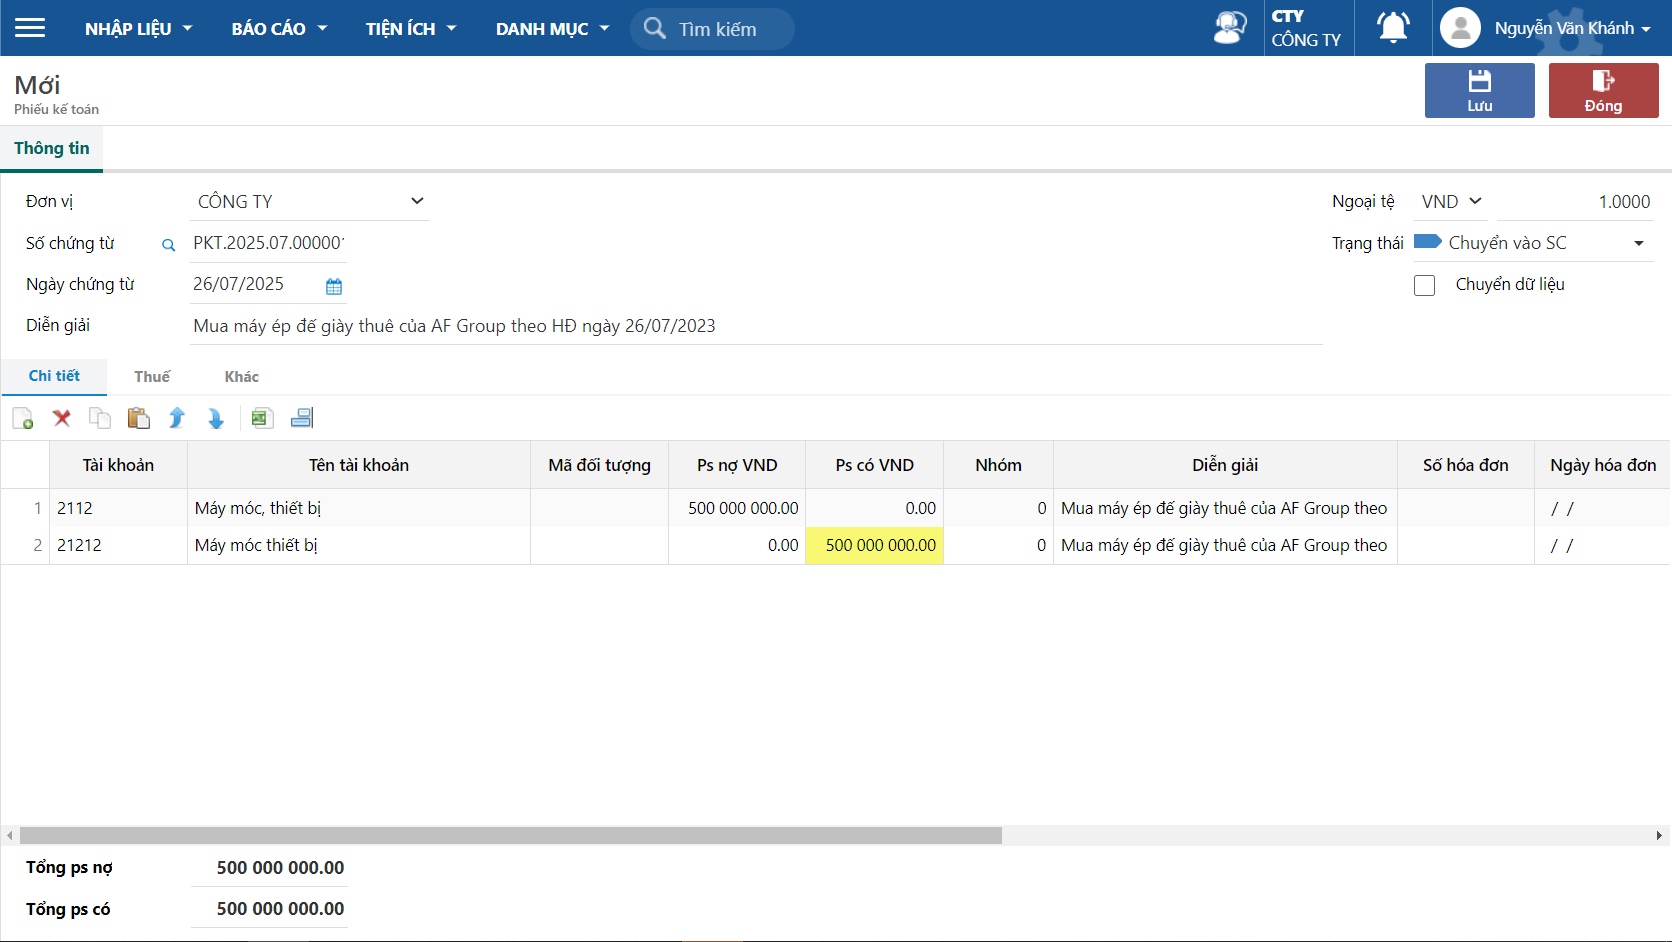 NHẬP LIỆU BÁO CÁO TIỆN ÍCH DANH MỤC Tìm kiếm CTY CÔNG TY Nguyễn Văn Khánh
Mới
Phiếu kế toán
Lưu Đóng
Thông tin
Đơn vị CÔNG TY Ngoại tệ VND 1.0000
Số chứng từ PKT.2025.07.00000 Trạng thái Chuyển vào SC
Ngày chứng từ 26/07/2025 Chuyển dữ liệu
Diễn giải Mua máy ép đế giày thuê của AF Group theo HĐ ngày 26/07/2023
Chi tiết Thuế Khác
Tài khoản Tên tài khoản Mã đối tượng Ps nợ VND Ps có VND Nhóm Diễn giải Số hóa đơn Ngày hóa đơn
1 2112 Máy móc, thiết bị 500 000 000.00 0.00 0 Mua máy ép đế giày thuê của AF Group theo / /
2 21212 Máy móc thiết bị 0.00 500 000 000.00 0 Mua máy ép đế giày thuê của AF Group theo / /
Tổng ps nợ 500 000 000.00
Tổng ps có 500 000 000.00